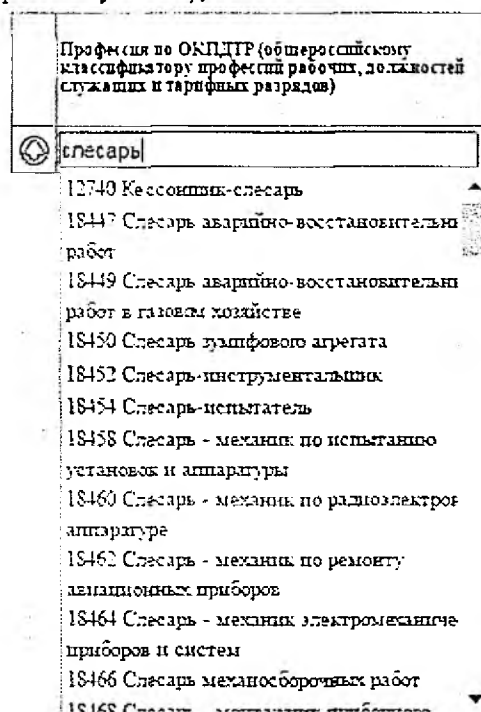 Профессия по ОКПДТР (общероссийскому
классификатору профессий рабочих, должностей
служащих и тарифных разрядов)
слесарь
12740 Кессонщик-слесарь
18447 Слесарь аварийно-восстановительн
работ
18449 Слесарь аварийно-восстановительн
работ в газовом хозяйстве
18450 Слесарь зумпфового агрегата
18452 Слесарь-инструментальщик
18454 Слесарь-испытатель
18458 Слесарь - механик по испытанию
установок и аппаратуры
18460 Слесарь - механик по радиоэлектрон
аппаратуре
18462 Слесарь - механик по ремонту
авиационных приборов
18464 Слесарь - механик электромеханиче
приборов и систем
18466 Слесарь механосборочных работ
18468 Слесарь